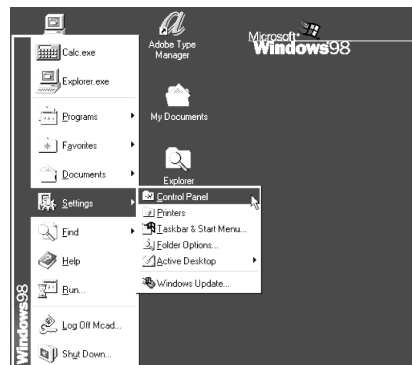 Calc.exe
Explorer.exe
Programs
Favorites
Documents
Settings
Find
Help
Run...
Log Off Mcad...
Shut Down...
Windows98
Adobe Type
Manager
My Documents
Explorer
Microsoft
Windows98
Control Panel
Printers
Taskbar & Start Menu...
Folder Options...
Active Desktop
Windows Update...